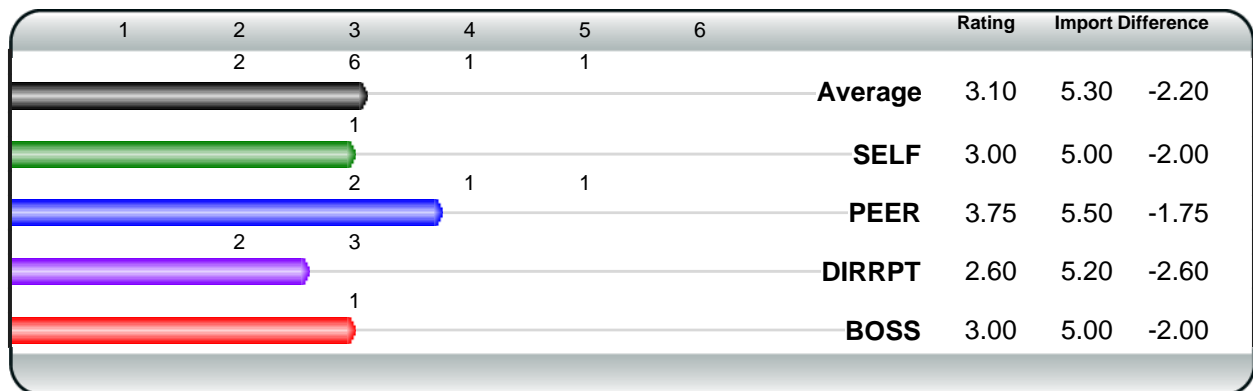 1 2 3 4 5 6 Rating Import Difference
2 6 1 1
Average 3.10 5.30 -2.20
1
SELF 3.00 5.00 -2.00
2 1 1
PEER 3.75 5.50 -1.75
2 3
DIRRPT 2.60 5.20 -2.60
1
BOSS 3.00 5.00 -2.00